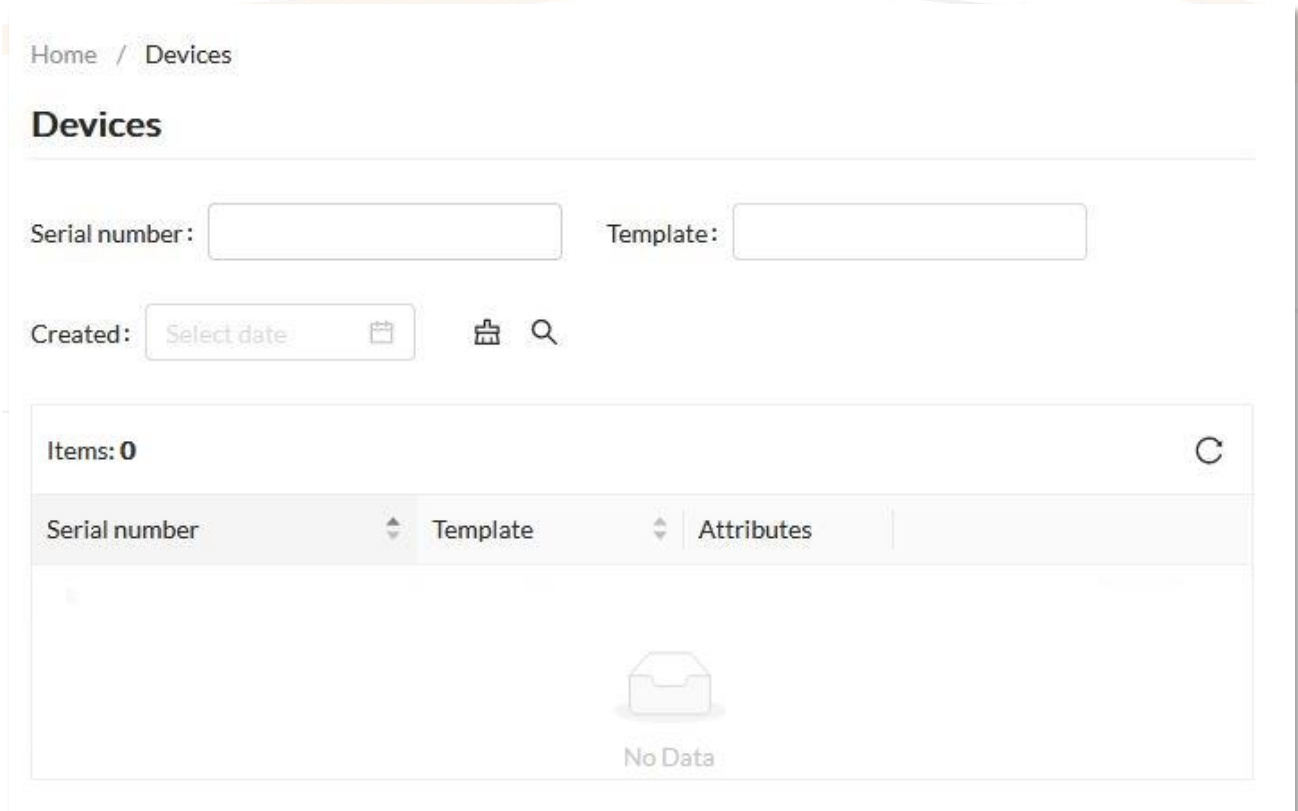 Home / Devices
Devices
Serial number:
Template:
Created:
Select date
Items: 0
Serial number
Template
Attributes
No Data